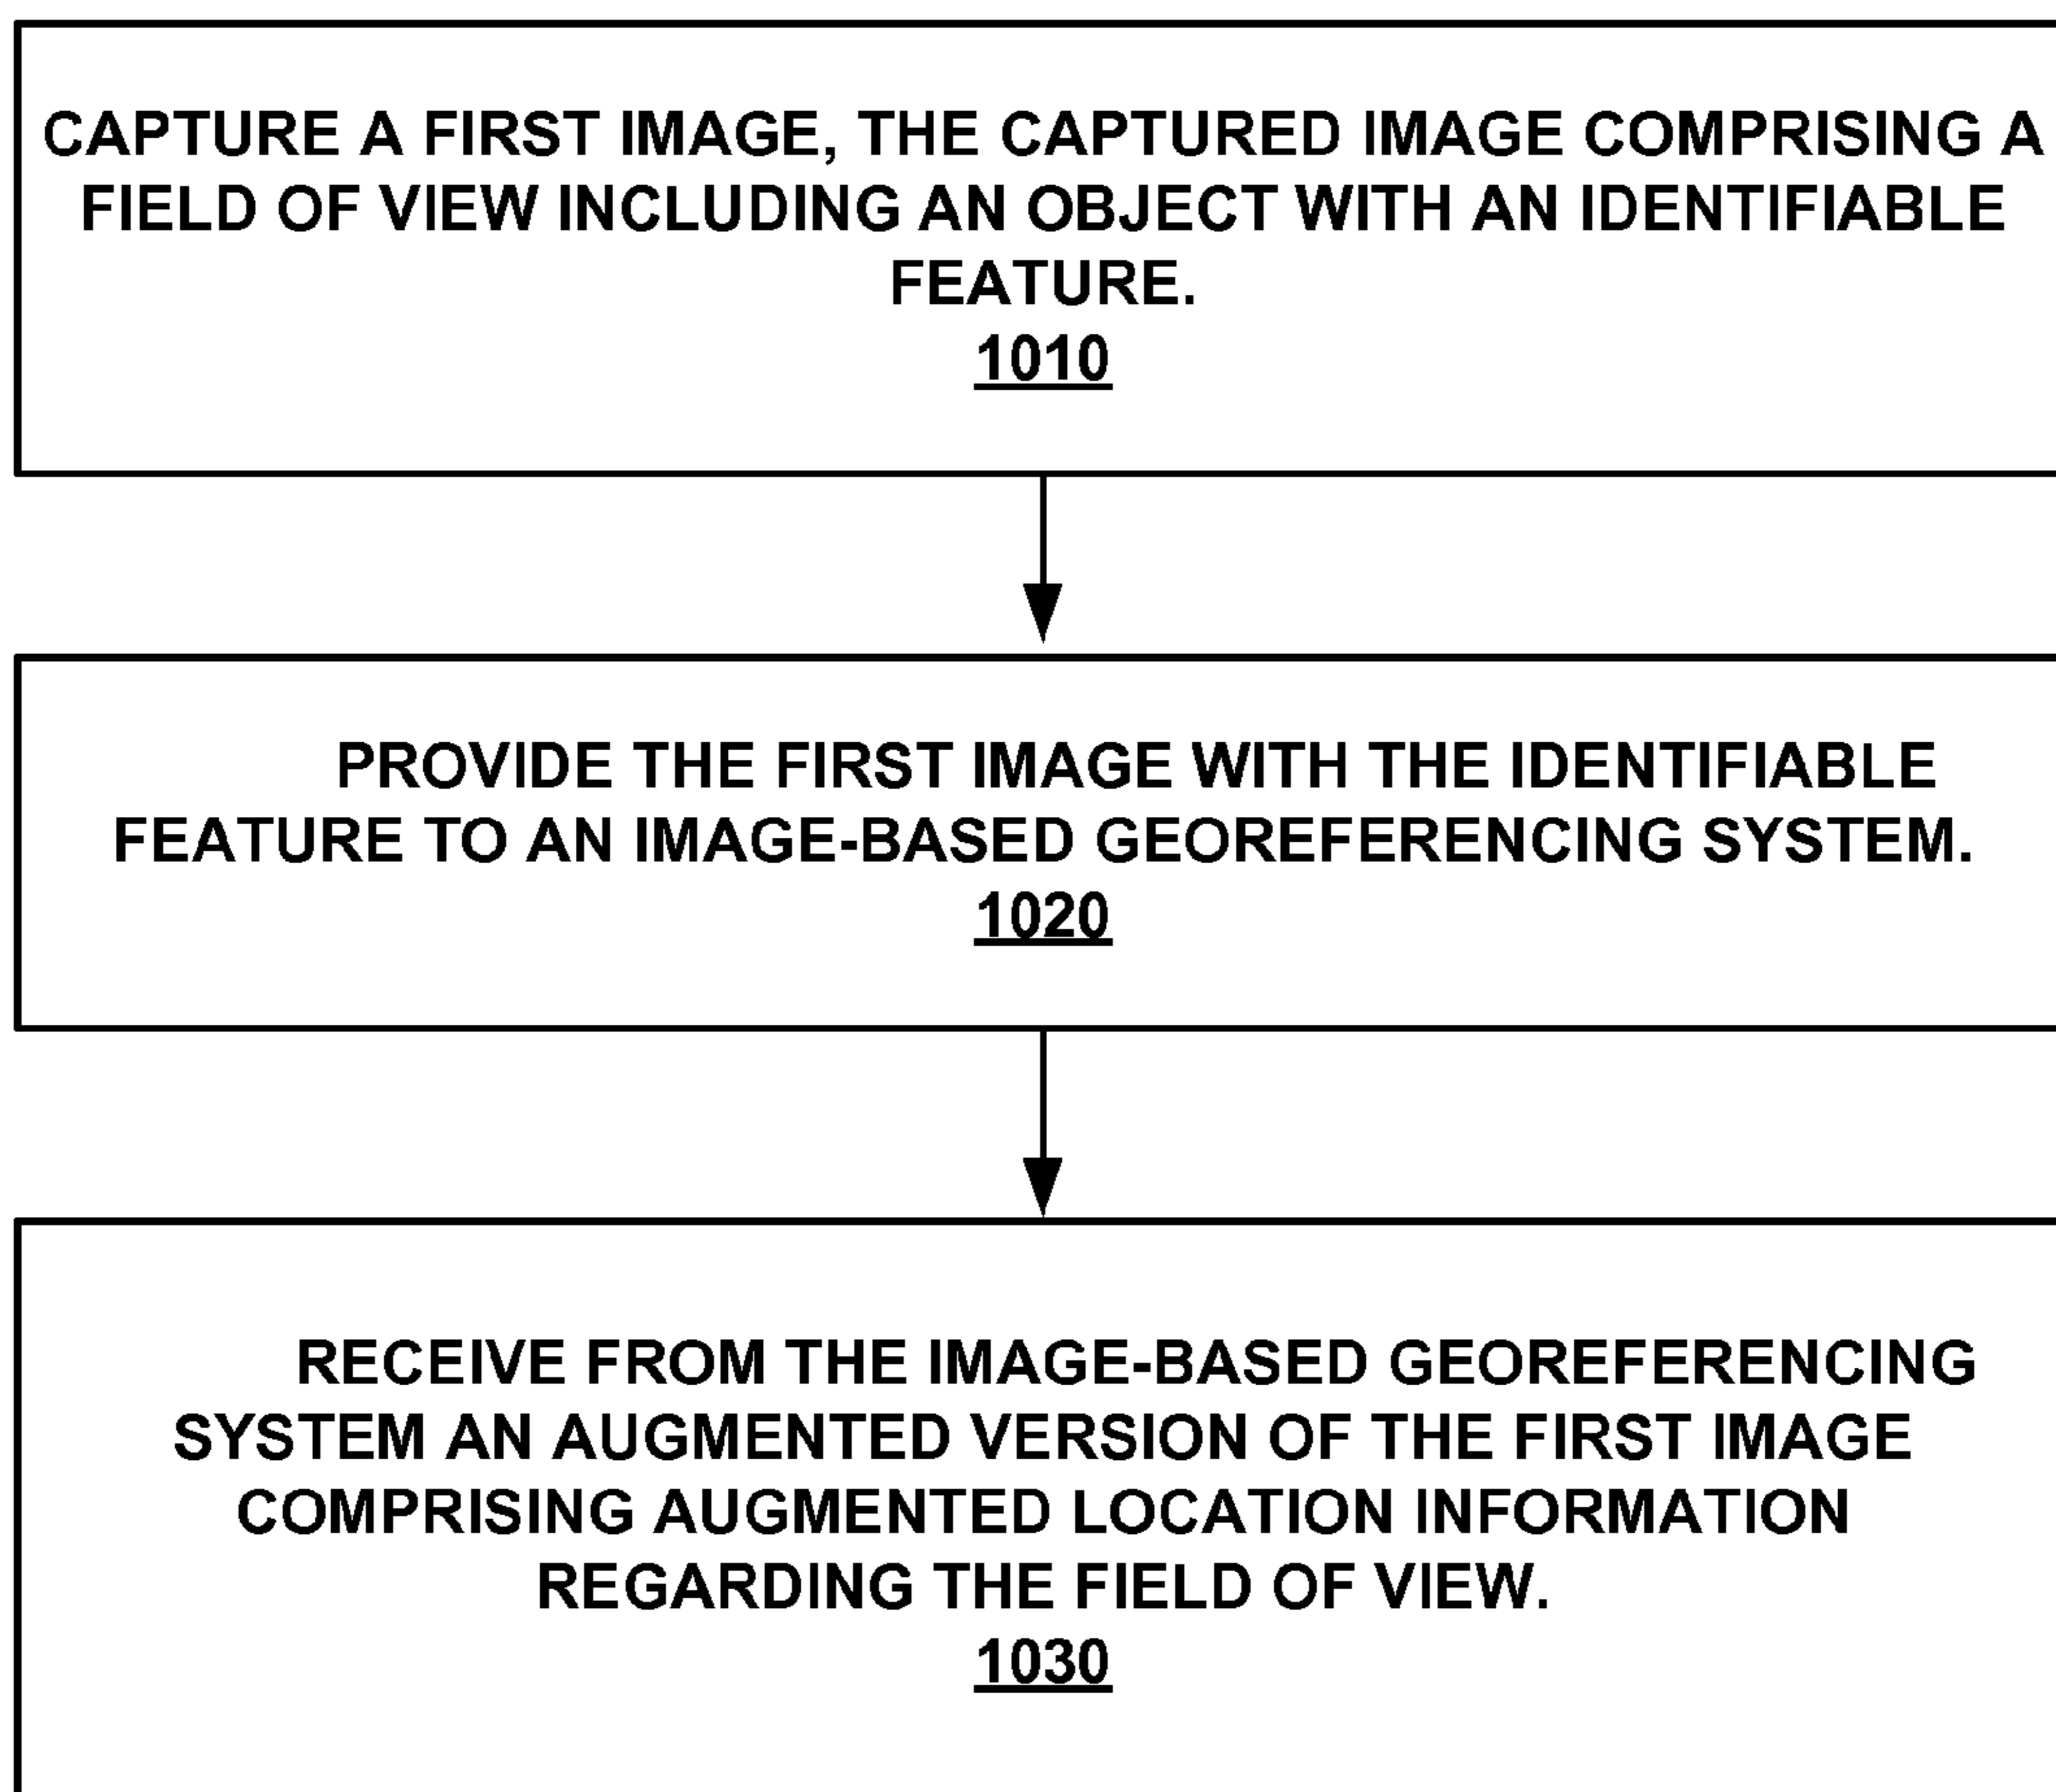 CAPTURE A FIRST IMAGE, THE CAPTURED IMAGE COMPRISING A
FIELD OF VIEW INCLUDING AN OBJECT WITH AN IDENTIFIABLE
FEATURE.
1010
PROVIDE THE FIRST IMAGE WITH THE IDENTIFIABLE
FEATURE TO AN IMAGE-BASED GEOREFERENCING SYSTEM.
1020
RECEIVE FROM THE IMAGE-BASED GEOREFERENCING
SYSTEM AN AUGMENTED VERSION OF THE FIRST IMAGE
COMPRISING AUGMENTED LOCATION INFORMATION
REGARDING THE FIELD OF VIEW.
1030